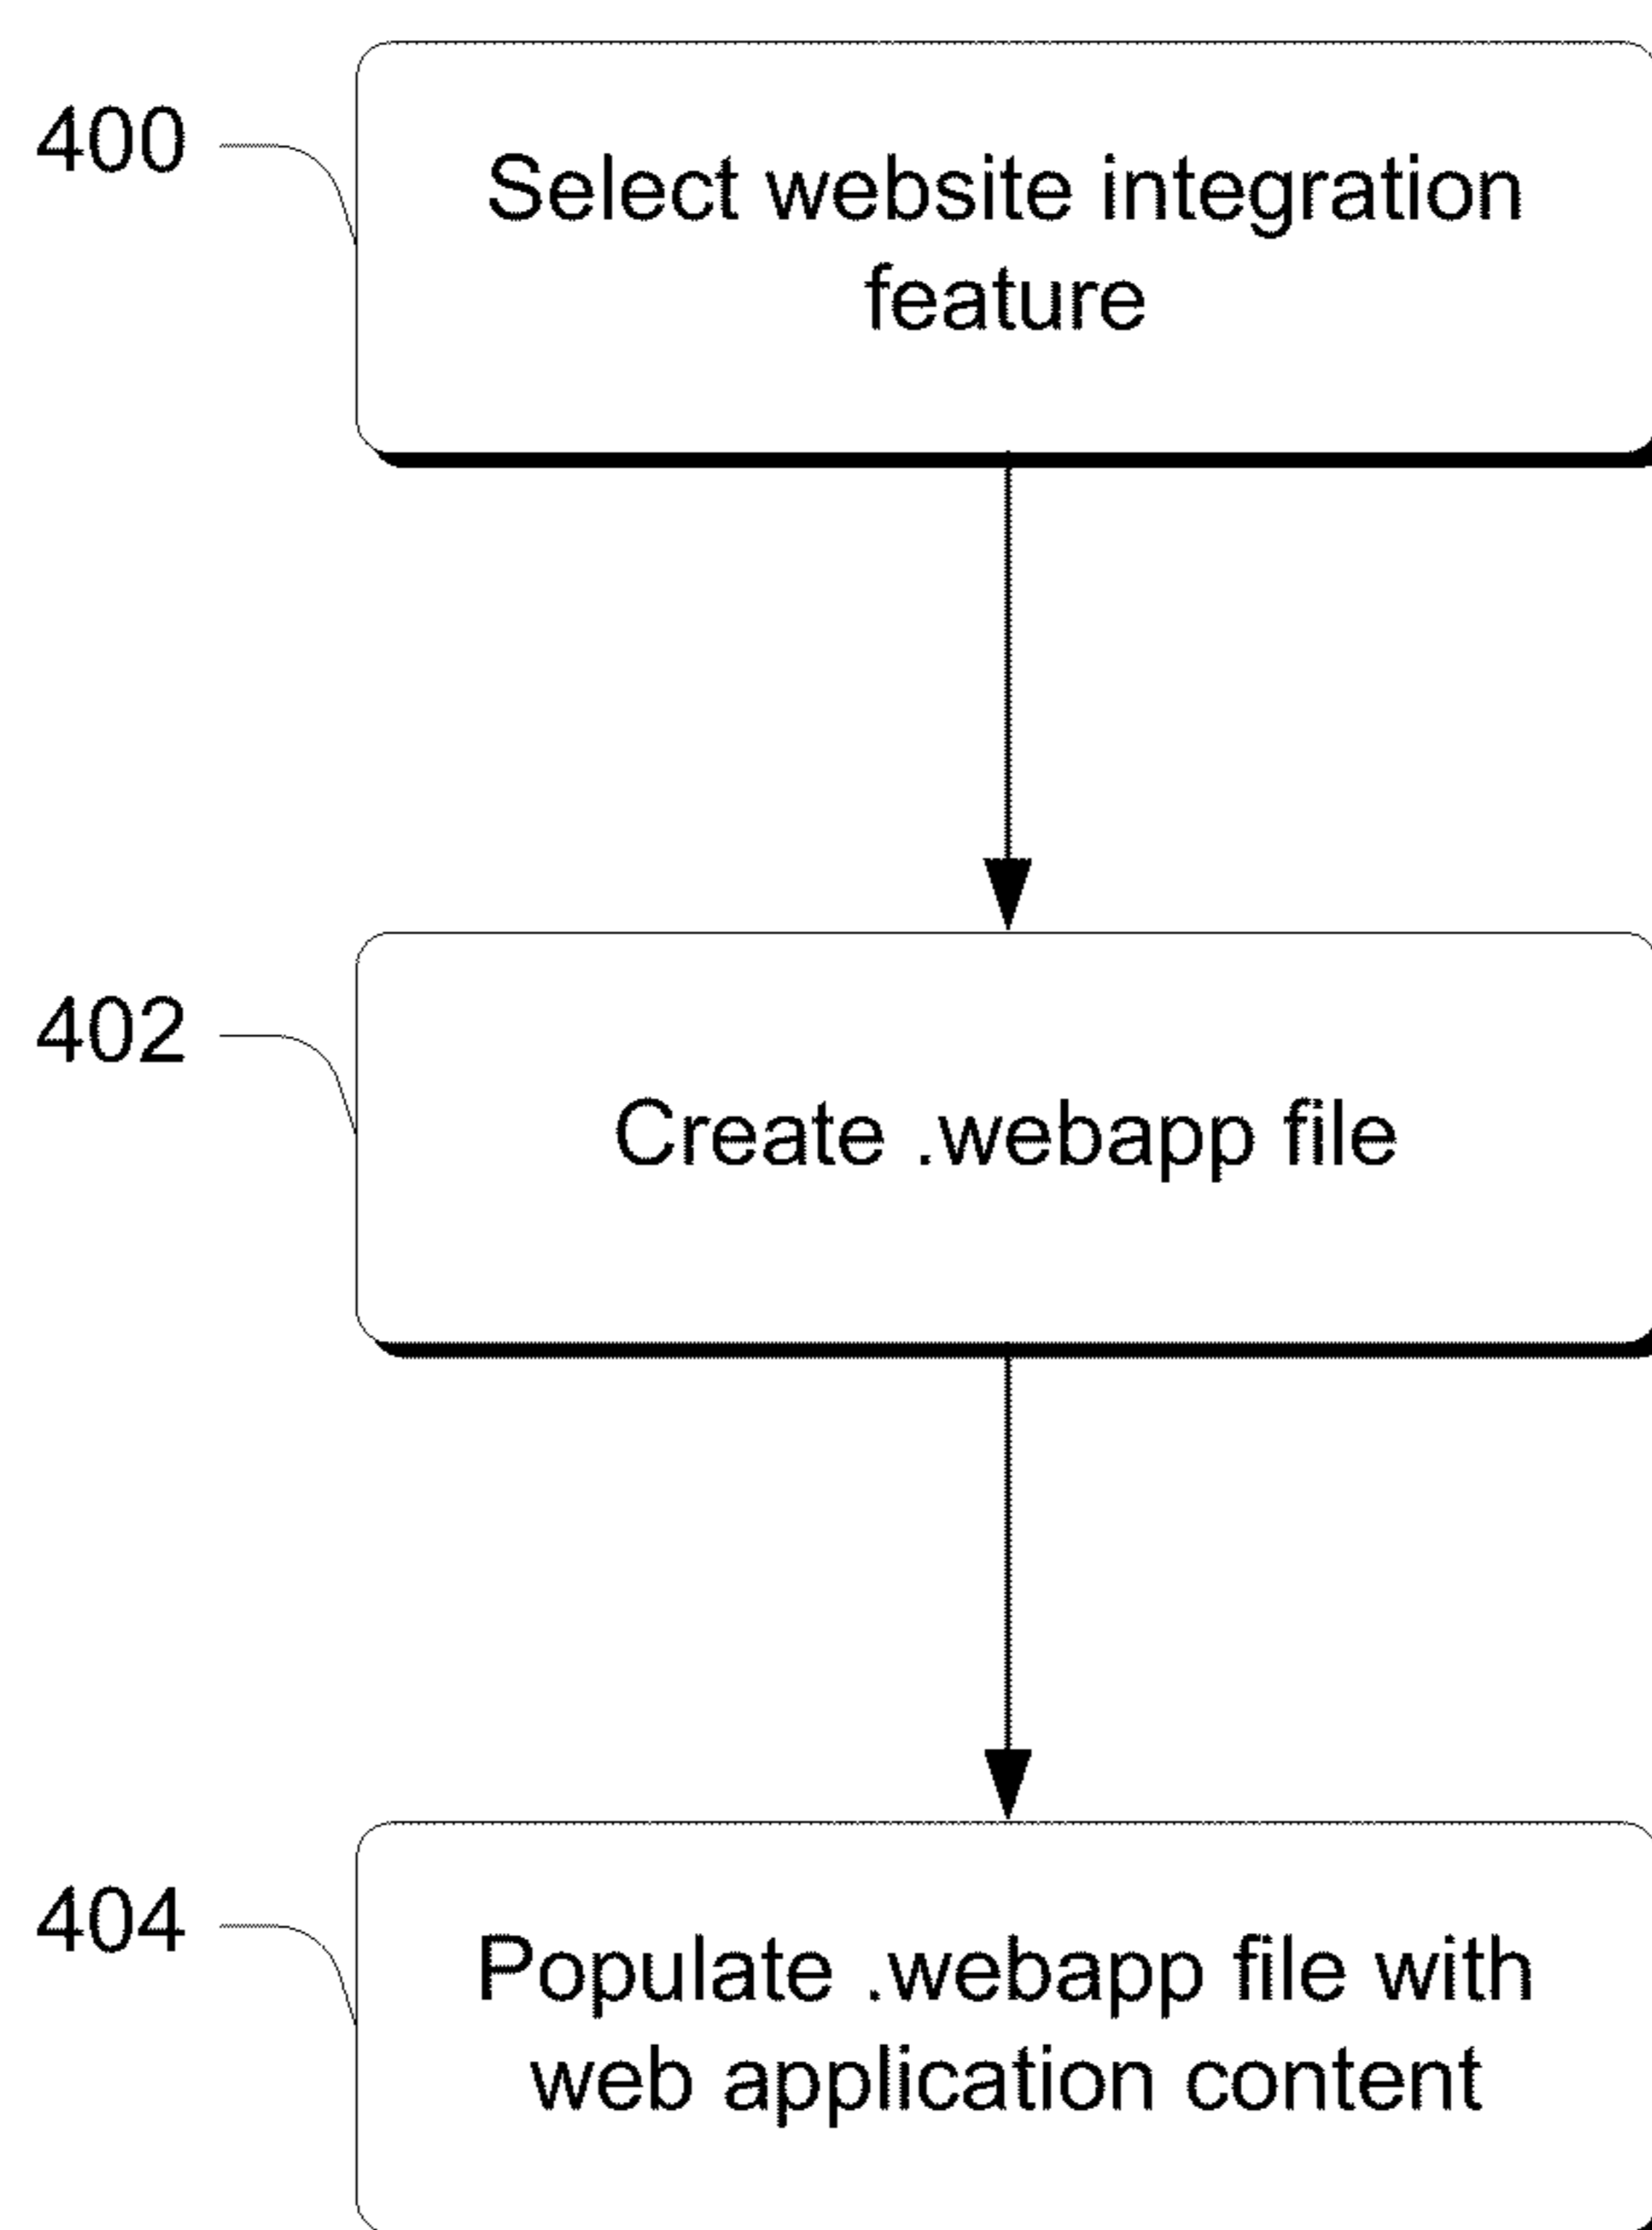 400
Select website integration
feature
402
Create .webapp file
404
Populate .webapp file with
web application content